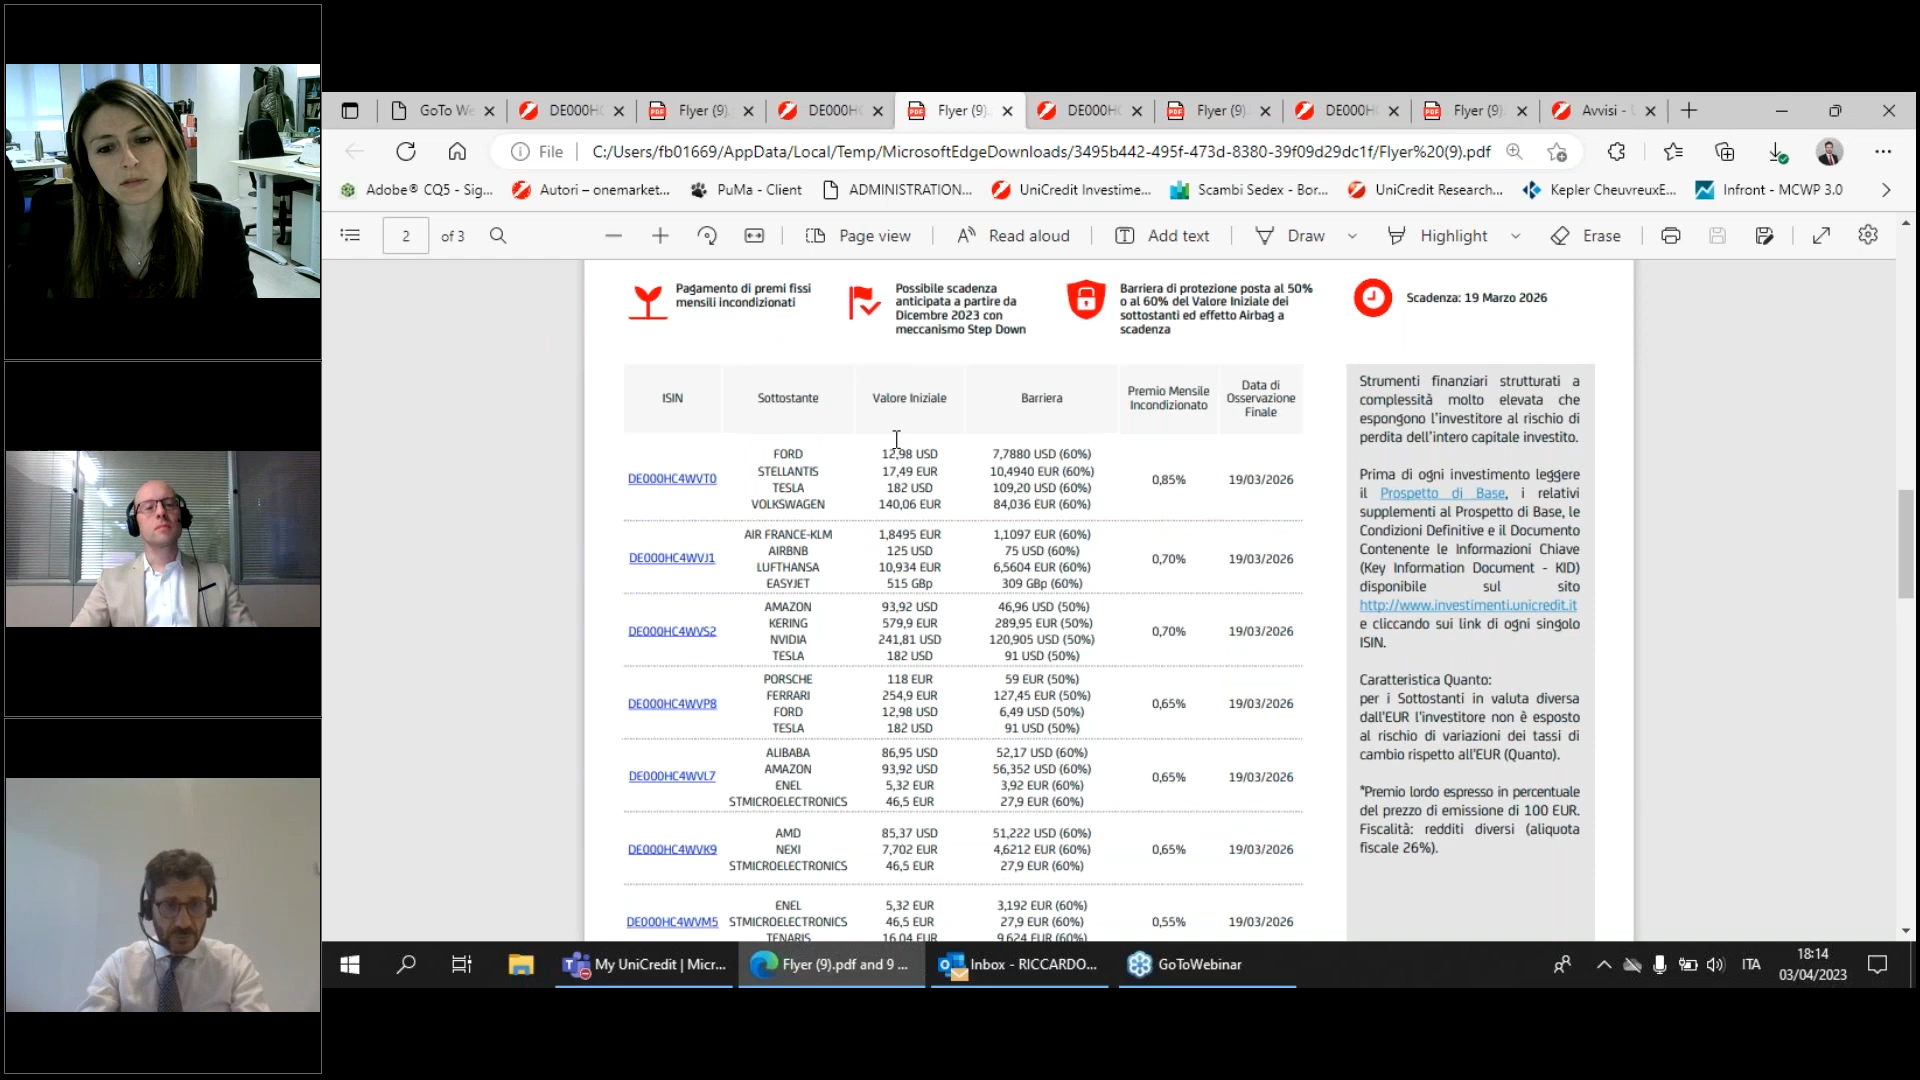 GoTo We
DE000HC
Flyer (9).
DE000HC
Flyer (9).
DE000HC
Flyer (9).
DE000HC
Flyer (9).
Avvisi -
File
C:/Users/fb01669/AppData/Local/Temp/MicrosoftEdgeDownloads/3495b442-495f-473d-8380-39f09d29dc1f/Flyer%20(9).pdf
Adobe® CQ5 - Sig...
Autori – onemarket...
PuMa - Client
ADMINISTRATION...
UniCredit Investime...
Scambi Sedex - Bor...
UniCredit Research...
Kepler CheuvreuxE...
Infront - MCWP 3.0
2 of 3
Page view
Read aloud
Add text
Draw
Highlight
Erase
Pagamento di premi fissi
mensili incondizionati
Possibile scadenza
anticipata a partire da
Dicembre 2023 con
meccanismo Step Down
Barriera di protezione posta al 50%
o al 60% del Valore Iniziale dei
sottostanti ed effetto Airbag a
scadenza
Scadenza: 19 Marzo 2026
ISIN
Sottostante
Valore Iniziale
Barriera
Premio Mensile
Incondizionato
Data di
Osservazione
Finale
DE000HC4WVT0
FORD 12,98 USD 7,7880 USD (60%)
STELLANTIS 17,49 EUR 10,4940 EUR (60%)
TESLA 182 USD 109,20 USD (60%)
VOLKSWAGEN 140,06 EUR 84,036 EUR (60%)
0,85% 19/03/2026
DE000HC4WVJ1
AIR FRANCE-KLM 1,8495 EUR 1,1097 EUR (60%)
AIRBNB 125 USD 75 USD (60%)
LUFTHANSA 10,934 EUR 6,5604 EUR (60%)
EASYJET 515 GBp 309 GBp (60%)
0,70% 19/03/2026
DE000HC4WVS2
AMAZON 93,92 USD 46,96 USD (50%)
KERING 579,9 EUR 289,95 EUR (50%)
NVIDIA 241,81 USD 120,905 USD (50%)
TESLA 182 USD 91 USD (50%)
0,70% 19/03/2026
DE000HC4WVP8
PORSCHE 118 EUR 59 EUR (50%)
FERRARI 254,9 EUR 127,45 EUR (50%)
FORD 12,98 USD 6,49 USD (50%)
TESLA 182 USD 91 USD (50%)
0,65% 19/03/2026
DE000HC4WVL7
ALIBABA 86,95 USD 52,17 USD (60%)
AMAZON 93,92 USD 56,352 USD (60%)
ENEL 5,32 EUR 3,92 EUR (60%)
STMICROELECTRONICS 46,5 EUR 27,9 EUR (60%)
0,65% 19/03/2026
DE000HC4WVK9
AMD 85,37 USD 51,222 USD (60%)
NEXI 7,702 EUR 4,6212 EUR (60%)
STMICROELECTRONICS 46,5 EUR 27,9 EUR (60%)
0,65% 19/03/2026
DE000HC4WVM5
ENEL 5,32 EUR 3,192 EUR (60%)
STMICROELECTRONICS 46,5 EUR 27,9 EUR (60%)
TENARIS 16,04 EUR 9,624 EUR (60%)
0,55% 19/03/2026
Strumenti finanziari strutturati a
complessità molto elevata che
espongono l'investitore al rischio di
perdita dell'intero capitale investito.
Prima di ogni investimento leggere
il Prospetto di Base, i relativi
supplementi al Prospetto di Base, le
Condizioni Definitive e il Documento
Contenente le Informazioni Chiave
(Key Information Document - KID)
disponibile sul sito
http://www.investimenti.unicredit.it
e cliccando sui link di ogni singolo
ISIN.
Caratteristica Quanto:
per i Sottostanti in valuta diversa
dall'EUR l'investitore non è esposto
al rischio di variazioni dei tassi di
cambio rispetto all'EUR (Quanto).
*Premio lordo espresso in percentuale
del prezzo di emissione di 100 EUR.
Fiscalità: redditi diversi (aliquota
fiscale 26%).
My UniCredit | Micr...
Flyer (9).pdf and 9 ...
Inbox - RICCARDO...
GoToWebinar
ITA
18:14
03/04/2023